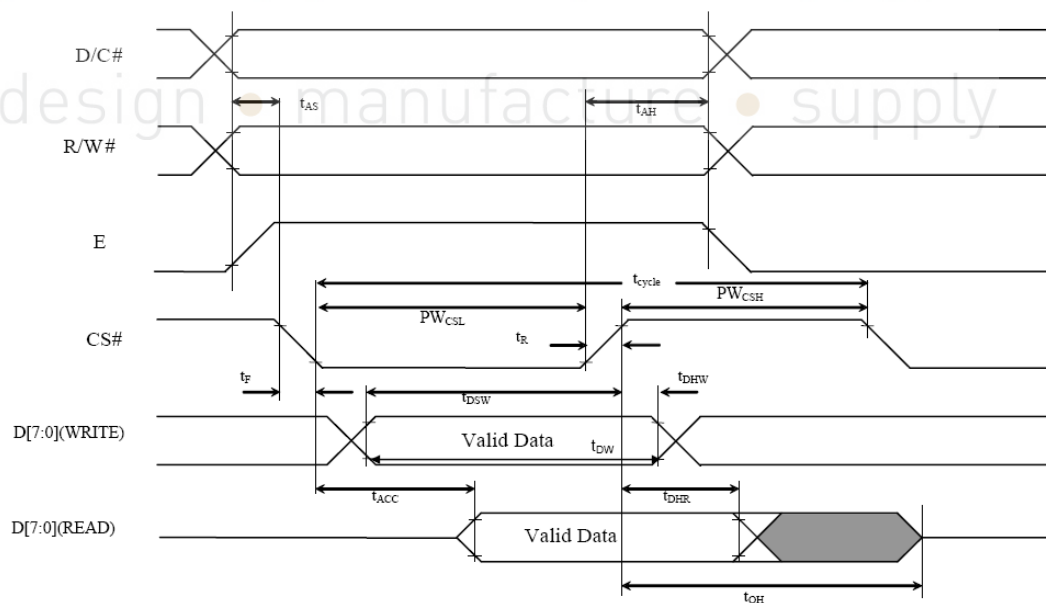 D/C#
design • manufacture • supply
tAS
tAH
R/W#
E
tcycle
PWCSL
PWCSH
CS#
tR
tF
tDSW
tDHW
D[7:0](WRITE)
Valid Data
tDW
tACC
tDHR
D[7:0](READ)
Valid Data
tOH